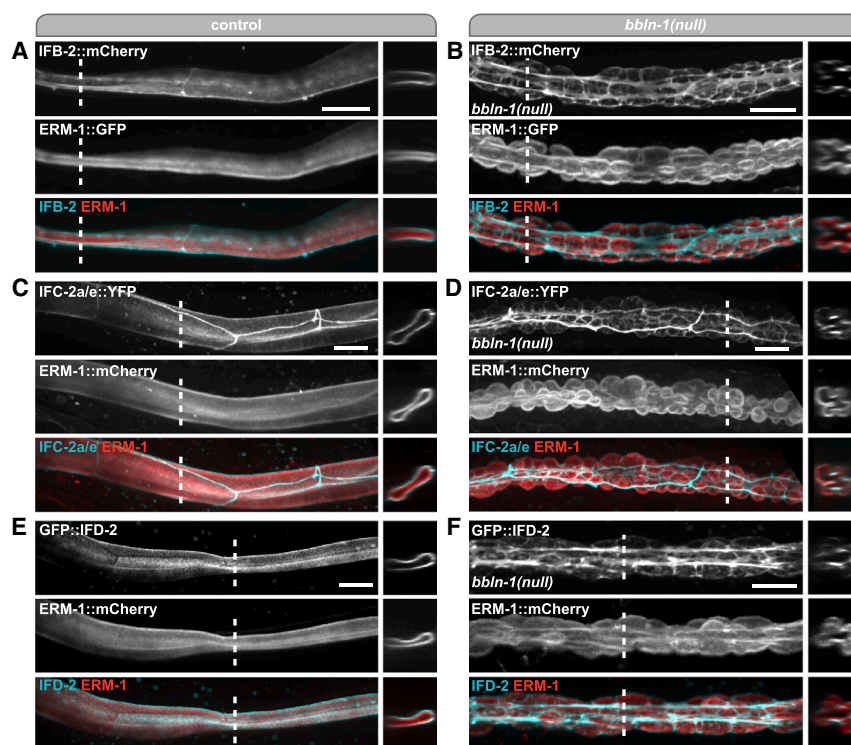 control
bbln-1(null)
A
IFB-2::mCherry
ERM-1::GFP
IFB-2 ERM-1
B
IFB-2::mCherry
bbln-1(null)
ERM-1::GFP
IFB-2 ERM-1
C
IFC-2a/e::YFP
ERM-1::mCherry
IFC-2a/e ERM-1
D
IFC-2a/e::YFP
bbln-1(null)
ERM-1::mCherry
IFC-2a/e ERM-1
E
GFP::IFD-2
ERM-1::mCherry
IFD-2 ERM-1
F
GFP::IFD-2
bbln-1(null)
ERM-1::mCherry
IFD-2 ERM-1